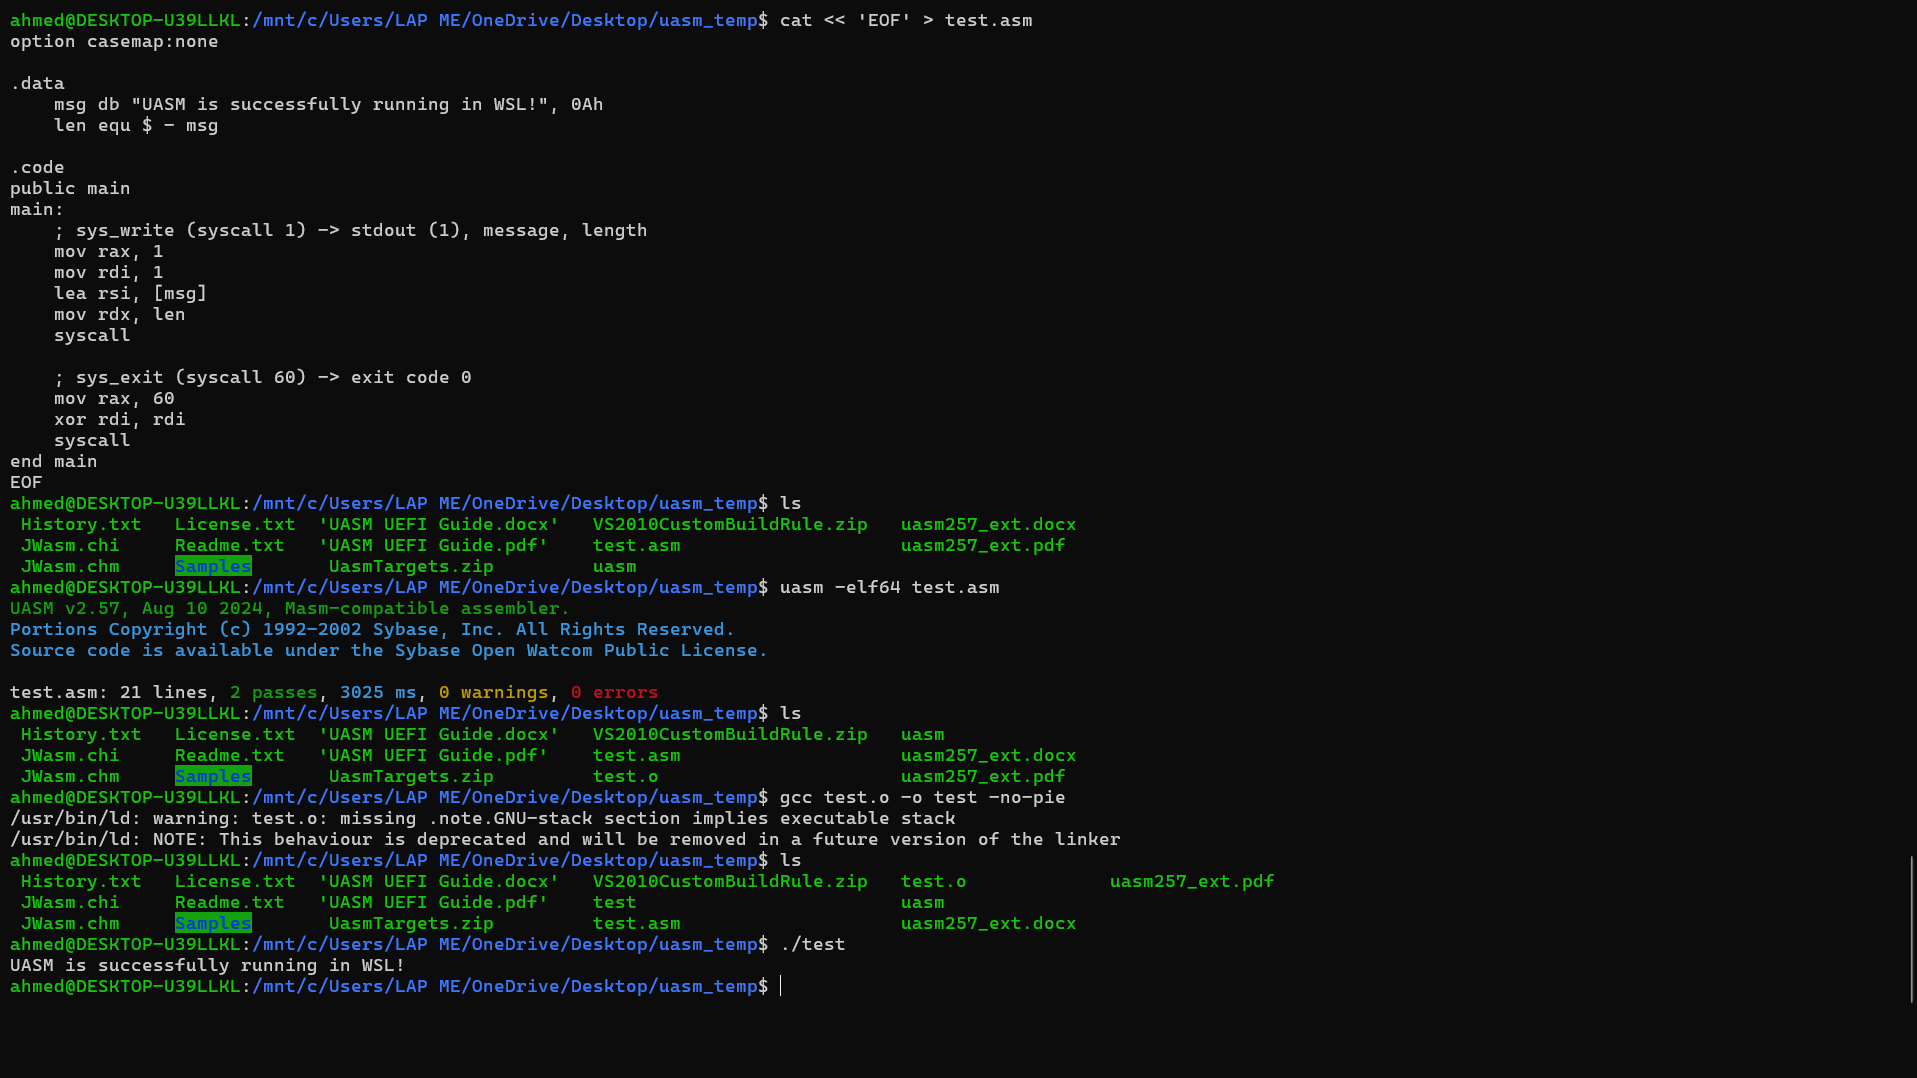 ahmed@DESKTOP-U39LLKL:/mnt/c/Users/LAP ME/OneDrive/Desktop/uasm_temp$ cat << 'EOF' > test.asm
option casemap:none

.data
    msg db "UASM is successfully running in WSL!", 0Ah
    len equ $ - msg

.code
public main
main:
    ; sys_write (syscall 1) -> stdout (1), message, length
    mov rax, 1
    mov rdi, 1
    lea rsi, [msg]
    mov rdx, len
    syscall

    ; sys_exit (syscall 60) -> exit code 0
    mov rax, 60
    xor rdi, rdi
    syscall
end main
EOF
ahmed@DESKTOP-U39LLKL:/mnt/c/Users/LAP ME/OneDrive/Desktop/uasm_temp$ ls
 History.txt   License.txt  'UASM UEFI Guide.docx'   VS2010CustomBuildRule.zip   uasm257_ext.docx
 JWasm.chi     Readme.txt   'UASM UEFI Guide.pdf'    test.asm                    uasm257_ext.pdf
 JWasm.chm     Samples       UasmTargets.zip         uasm
ahmed@DESKTOP-U39LLKL:/mnt/c/Users/LAP ME/OneDrive/Desktop/uasm_temp$ uasm -elf64 test.asm
UASM v2.57, Aug 10 2024, Masm-compatible assembler.
Portions Copyright (c) 1992-2002 Sybase, Inc. All Rights Reserved.
Source code is available under the Sybase Open Watcom Public License.

test.asm: 21 lines, 2 passes, 3025 ms, 0 warnings, 0 errors
ahmed@DESKTOP-U39LLKL:/mnt/c/Users/LAP ME/OneDrive/Desktop/uasm_temp$ ls
 History.txt   License.txt  'UASM UEFI Guide.docx'   VS2010CustomBuildRule.zip   uasm
 JWasm.chi     Readme.txt   'UASM UEFI Guide.pdf'    test.asm                    uasm257_ext.docx
 JWasm.chm     Samples       UasmTargets.zip         test.o                      uasm257_ext.pdf
ahmed@DESKTOP-U39LLKL:/mnt/c/Users/LAP ME/OneDrive/Desktop/uasm_temp$ gcc test.o -o test -no-pie
/usr/bin/ld: warning: test.o: missing .note.GNU-stack section implies executable stack
/usr/bin/ld: NOTE: This behaviour is deprecated and will be removed in a future version of the linker
ahmed@DESKTOP-U39LLKL:/mnt/c/Users/LAP ME/OneDrive/Desktop/uasm_temp$ ls
 History.txt   License.txt  'UASM UEFI Guide.docx'   VS2010CustomBuildRule.zip   test.o             uasm257_ext.pdf
 JWasm.chi     Readme.txt   'UASM UEFI Guide.pdf'    test                        uasm
 JWasm.chm     Samples       UasmTargets.zip         test.asm                    uasm257_ext.docx
ahmed@DESKTOP-U39LLKL:/mnt/c/Users/LAP ME/OneDrive/Desktop/uasm_temp$ ./test
UASM is successfully running in WSL!
ahmed@DESKTOP-U39LLKL:/mnt/c/Users/LAP ME/OneDrive/Desktop/uasm_temp$